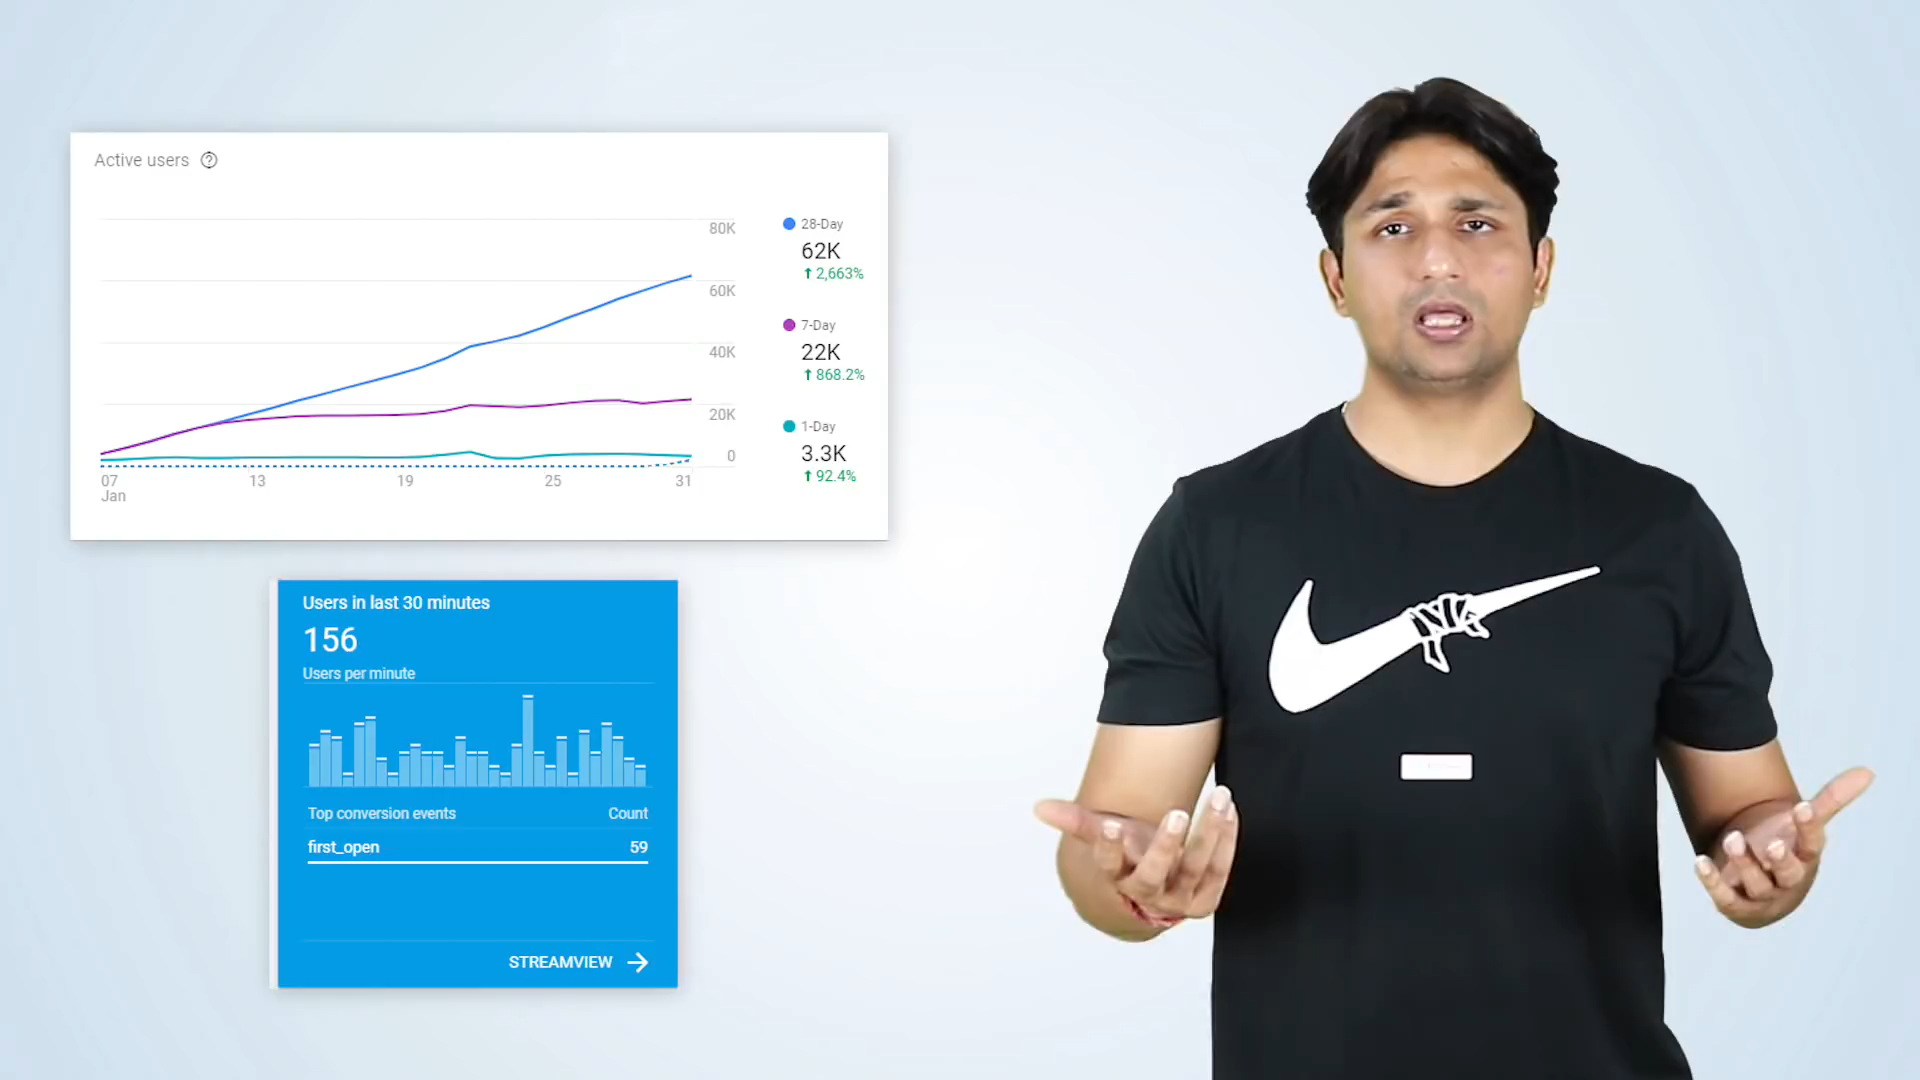 Active users
80K
60K
40K
20K
0
07
Jan
13
19
25
31
28-Day
62K
2,663%
7-Day
22K
868.2%
1-Day
3.3K
92.4%
Users in last 30 minutes
156
Users per minute
Top conversion events Count
first_open 59
STREAMVIEW